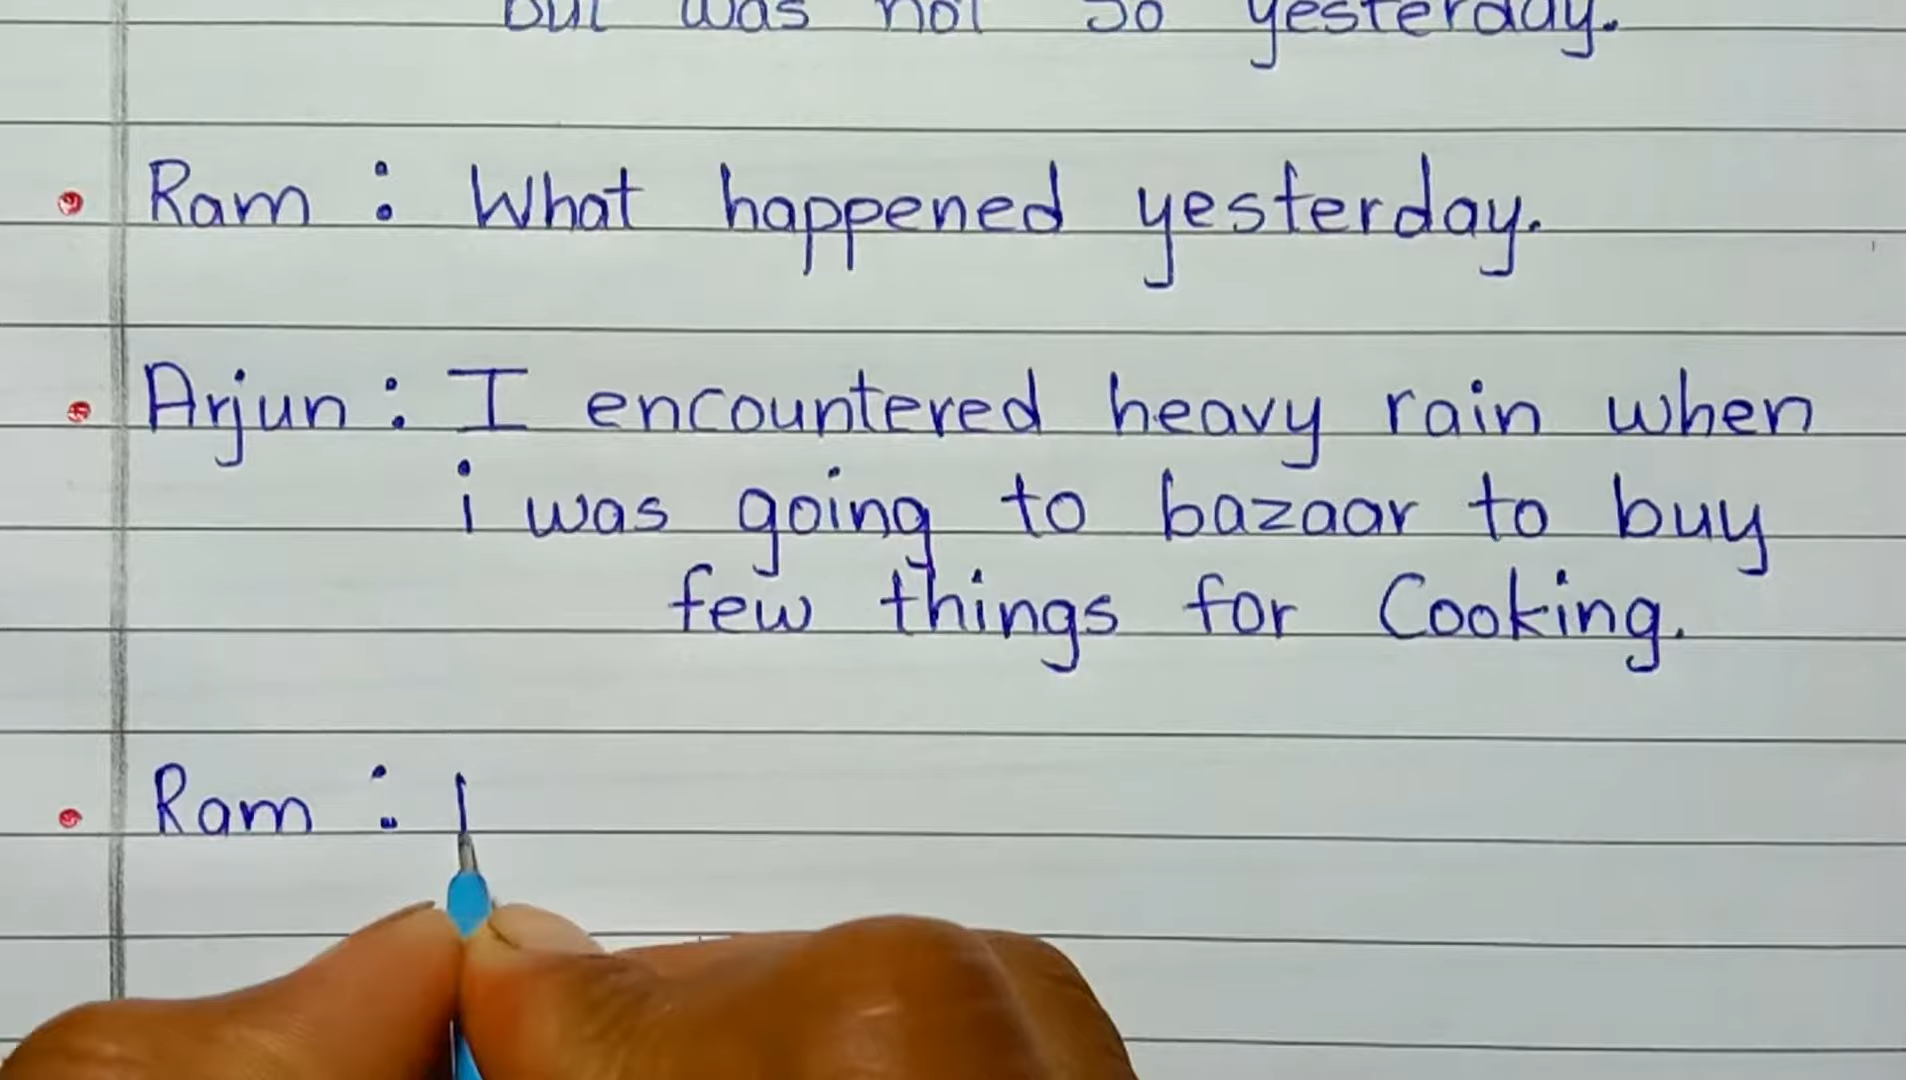 but was not so yesterday.
Ram : What happened yesterday.
Arjun : I encountered heavy rain when
i was going to bazaar to buy
few things for Cooking.
Ram :